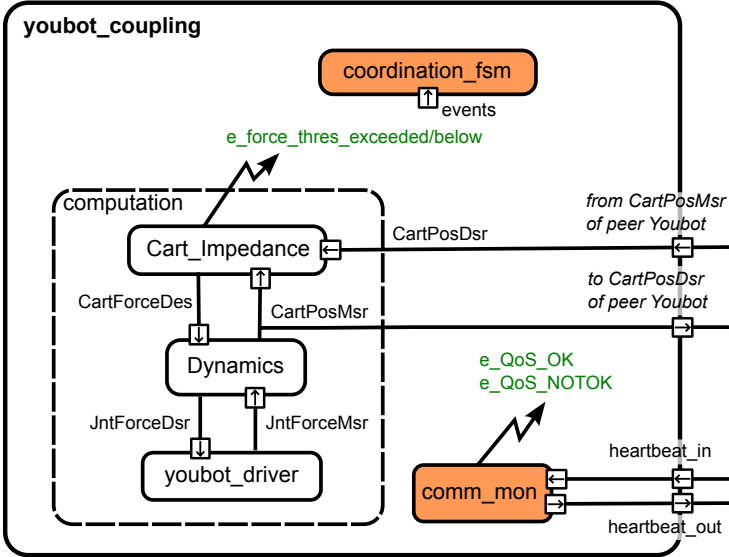 youbot_coupling
coordination_fsm
events
e_force_thres_exceeded/below
computation
from CartPosMsr
of peer Youbot
Cart_Impedance
CartPosDsr
to CartPosDsr
of peer Youbot
CartForceDes
CartPosMsr
Dynamics
e_QoS_OK
e_QoS_NOTOK
JntForceDsr
JntForceMsr
heartbeat_in
youbot_driver
comm_mon
heartbeat_out